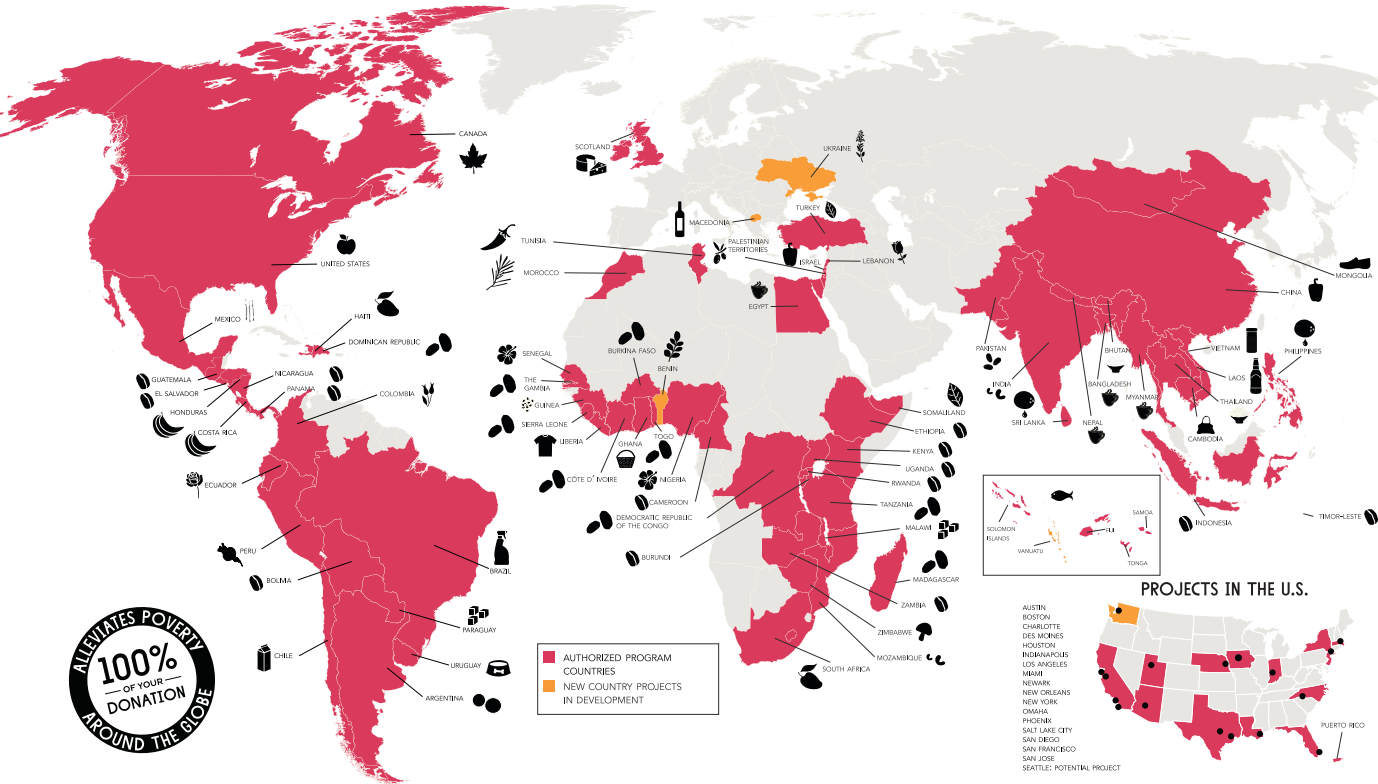 CANADA
SCOTLAND
UKRAINE
UNITED STATES
TUNISIA
MOROCCO
MACEDONIA
TURKEY
PALESTINIAN
TERRITORIES
ISRAEL
LEBANON
EGYPT
MONGOLIA
CHINA
MEXICO
HAITI
DOMINICAN REPUBLIC
GUATEMALA
EL SALVADOR
HONDURAS
COSTA RICA
NICARAGUA
PANAMA
COLOMBIA
SENEGAL
THE
GAMBIA
GUINEA
SIERRA LEONE
LIBERIA
BURKINA FASO
BENIN
GHANA
TOGO
CÔTE D'IVOIRE
NIGERIA
CAMEROON
DEMOCRATIC REPUBLIC
OF THE CONGO
BURUNDI
SOMALILAND
ETHIOPIA
KENYA
UGANDA
RWANDA
TANZANIA
MALAWI
MADAGASCAR
ZAMBIA
ZIMBABWE
MOZAMBIQUE
SOUTH AFRICA
PAKISTAN
INDIA
SRI LANKA
NEPAL
BHUTAN
BANGLADESH
MYANMAR
VIETNAM
LAOS
THAILAND
CAMBODIA
PHILIPPINES
INDONESIA
TIMOR-LESTE
SOLOMON
ISLANDS
VANUATU
FIJI
SAMOA
TONGA
ECUADOR
PERU
BOLIVIA
BRAZIL
PARAGUAY
CHILE
URUGUAY
ARGENTINA
ALLEVIATES POVERTY
100%
OF YOUR
DONATION
AROUND THE GLOBE
AUTHORIZED PROGRAM
COUNTRIES
NEW COUNTRY PROJECTS
IN DEVELOPMENT
PROJECTS IN THE U.S.
AUSTIN
BOSTON
CHARLOTTE
DES MOINES
HOUSTON
INDIANAPOLIS
LOS ANGELES
MIAMI
NEWARK
NEW ORLEANS
NEW YORK
OMAHA
PHOENIX
SALT LAKE CITY
SAN DIEGO
SAN FRANCISCO
SAN JOSE
SEATTLE: POTENTIAL PROJECT
PUERTO RICO